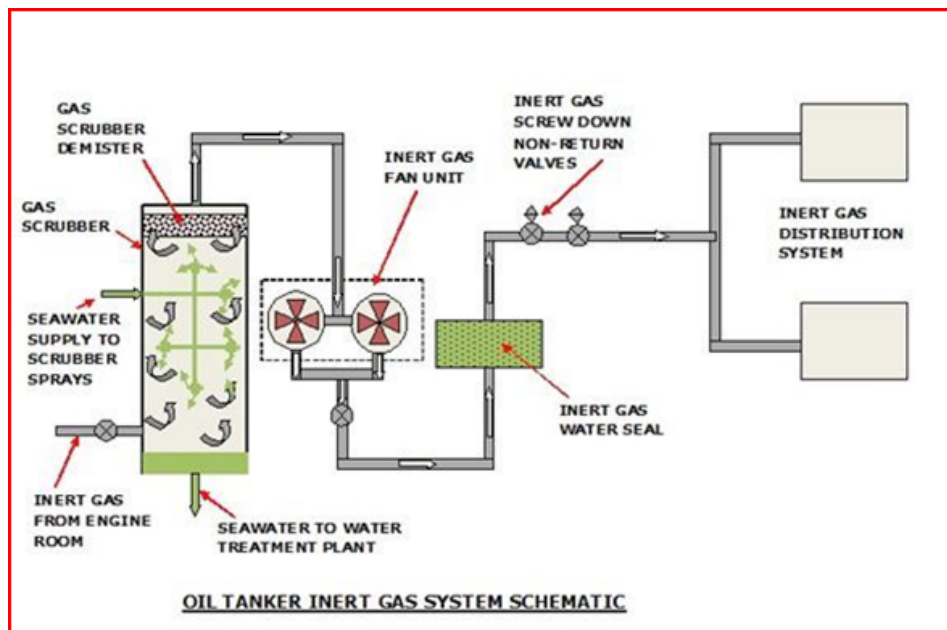 GAS
SCRUBBER
DEMISTER
INERT GAS
FAN UNIT
INERT GAS
SCREW DOWN
NON-RETURN
VALVES
GAS
SCRUBBER
INERT GAS
DISTRIBUTION
SYSTEM
SEAWATER
SUPPLY TO
SCRUBBER
SPRAYS
INERT GAS
WATER SEAL
INERT GAS
FROM ENGINE
ROOM
SEAWATER TO WATER
TREATMENT PLANT
OIL TANKER INERT GAS SYSTEM SCHEMATIC